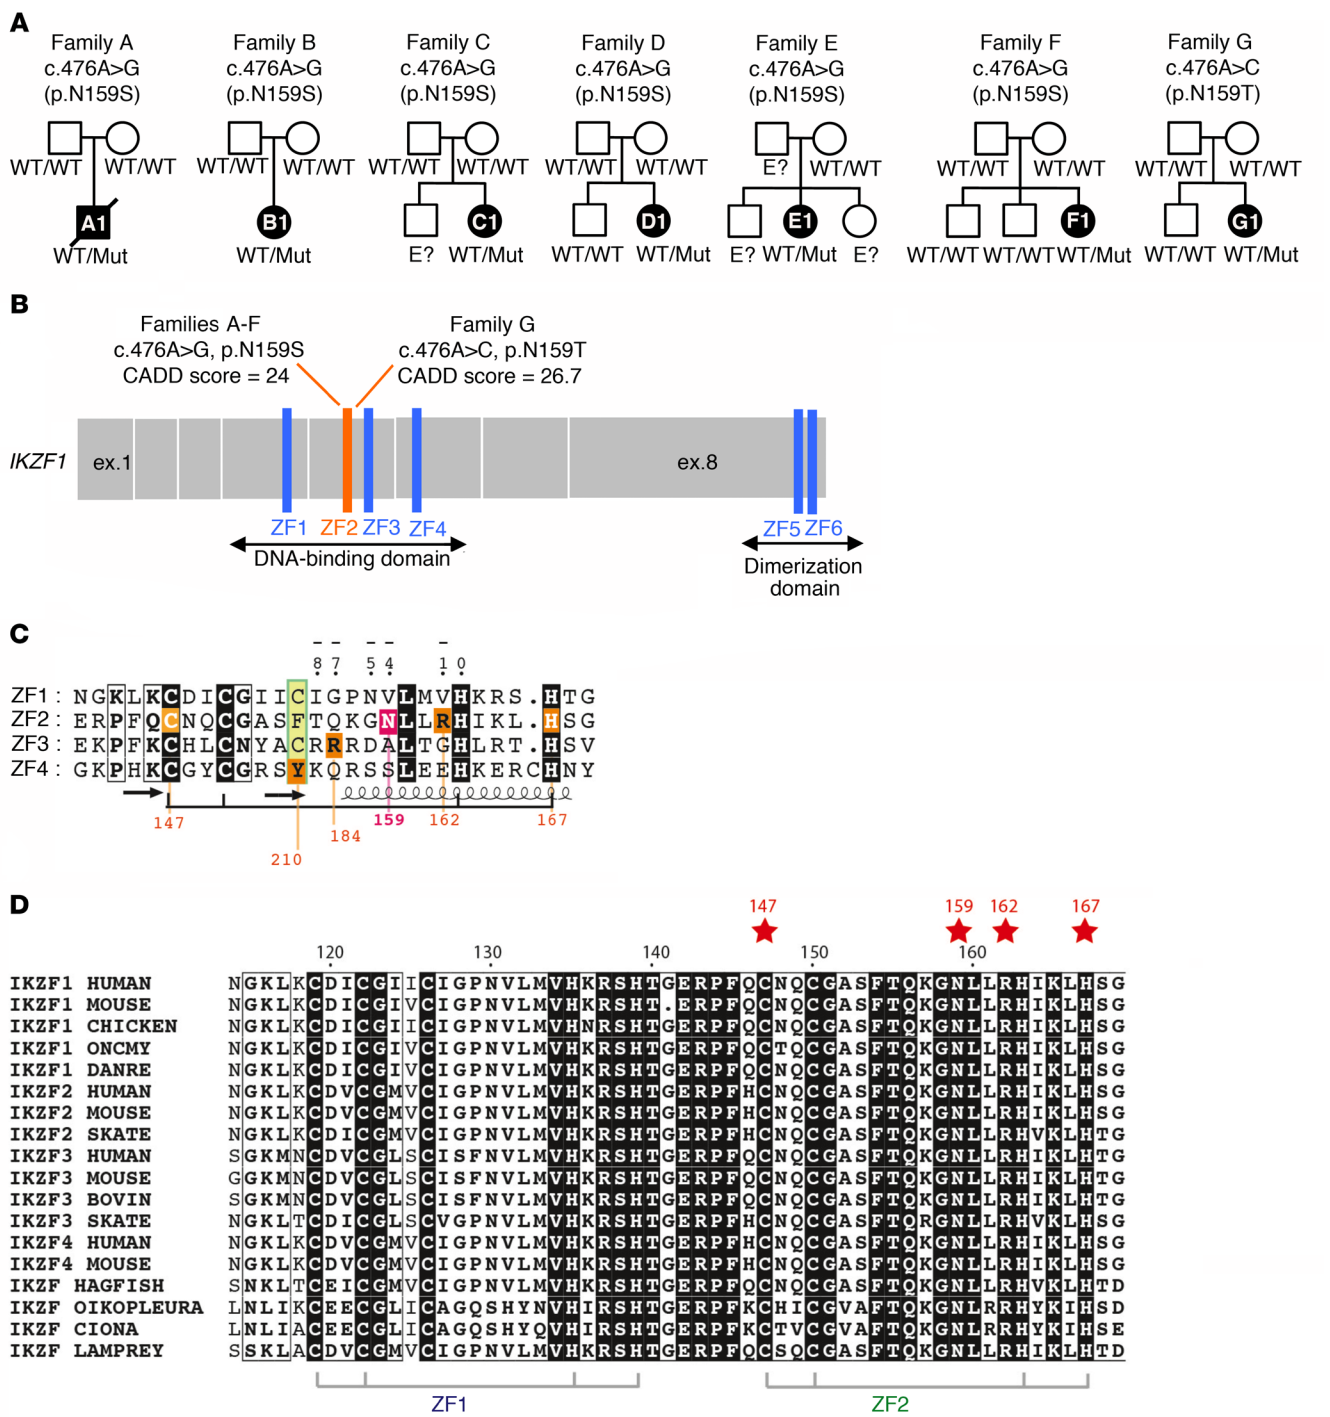 A
Family A Family B Family C Family D Family E Family F Family G
c.476A>G c.476A>G c.476A>G c.476A>G c.476A>G c.476A>G c.476A>C
(p.N159S) (p.N159S) (p.N159S) (p.N159S) (p.N159S) (p.N159S) (p.N159T)
WT/WT WT/WT WT/WT WT/WT WT/WT WT/WT WT/WT WT/WT E? WT/WT WT/WT WT/WT WT/WT WT/WT
A1 B1 C1 D1 E1 F1 G1
WT/Mut WT/Mut E? WT/Mut WT/WT WT/Mut E? WT/Mut E? WT/WT WT/WT WT/Mut WT/WT WT/Mut
B
Families A-F Family G
c.476A>G, p.N159S c.476A>C, p.N159T
CADD score = 24 CADD score = 26.7
IKZF1 ex.1 ex.8
ZF1 ZF2 ZF3 ZF4 ZF5 ZF6
DNA-binding domain
Dimerization
domain
C
- - - - -
8 7 5 4 1 0
ZF1 : NGKLKCDICGIICIGPNVLMVHKRS.HTG
ZF2 : ERPFQCNQCGASFTQKGNLLRHIKL.HSG
ZF3 : EKPFKCHLCNYACRRRDALTGHLRT.HSV
ZF4 : GKPHKCGYCGRSYKQRSSLEEHKERCHNY
147 159 162 167
184
210
D
147 159 162 167
120 130 140 150 160
IKZF1 HUMAN NGKLKCDICGIICIGPNVLMVHKRSHTGERPFQCNQCGASFTQKGNLLRHIKLHSG
IKZF1 MOUSE NGKLKCDICGIVCIGPNVLMVHKRSHT.ERPFQCNQCGASFTQKGNLLRHIKLHSG
IKZF1 CHICKEN NGKLKCDICGIICIGPNVLMVHNRSHTGERPFQCNQCGASFTQKGNLLRHIKLHSG
IKZF1 ONCMY NGKLKCDICGIVCIGPNVLMVHKRSHTGERPFQCTQCGASFTQKGNLLRHIKLHSG
IKZF1 DANRE NGKLKCDICGIVCIGPNVLMVHKRSHTGERPFQCNQCGASFTQKGNLLRHIKLHSG
IKZF2 HUMAN NGKLKCDVCGMVCIGPNVLMVHKRSHTGERPFHCNQCGASFTQKGNLLRHIKLHSG
IKZF2 MOUSE NGKLKCDVCGMVCIGPNVLMVHKRSHTGERPFHCNQCGASFTQKGNLLRHIKLHSG
IKZF2 SKATE NGKLKCDICGMVCIGPNVLMVHKRSHTGERPFHCNQCGASFTQKGNLLRHVKLHTG
IKZF3 HUMAN SGKMNCDVCGLSCISFNVLMVHKRSHTGERPFQCNQCGASFTQKGNLLRHIKLHTG
IKZF3 MOUSE GGKMNCDVCGLSCISFNVLMVHKRSHTGERPFQCNQCGASFTQKGNLLRHIKLHTG
IKZF3 BOVIN SGKMNCDVCGLSCISFNVLMVHKRSHTGERPFQCNQCGASFTQKGNLLRHIKLHTG
IKZF3 SKATE NGKLTCDICGLSCVGPNVLMVHKRSHTGERPFHCNQCGASFTQRGNLLRHVKLHSG
IKZF4 HUMAN NGKLKCDVCGMVCIGPNVLMVHKRSHTGERPFHCNQCGASFTQKGNLLRHIKLHSG
IKZF4 MOUSE NGKLKCDVCGMVCIGPNVLMVHKRSHTGERPFHCNQCGASFTQKGNLLRHIKLHSG
IKZF HAGFISH SNKLTCEICGMVCIGPNVLMVHKRSHTGERPFQCNQCGASFTQKGNLLRHVKLHTD
IKZF OIKOPLEURA LNLIKCEECGLICAGQSHYNVHIRSHTGERPFKCHICGVAFTQKGNLRRHYKIHSD
IKZF CIONA LNLIACEECGLICAGQSHYQVHIRSHTGERPFKCTVCGVAFTQKGNLRRHYKIHSE
IKZF LAMPREY SSKLACDVCGMVCIGPNVLMVHKRSHTGERPFQCSQCGASFTQKGNLLRHIKLHTD
ZF1 ZF2